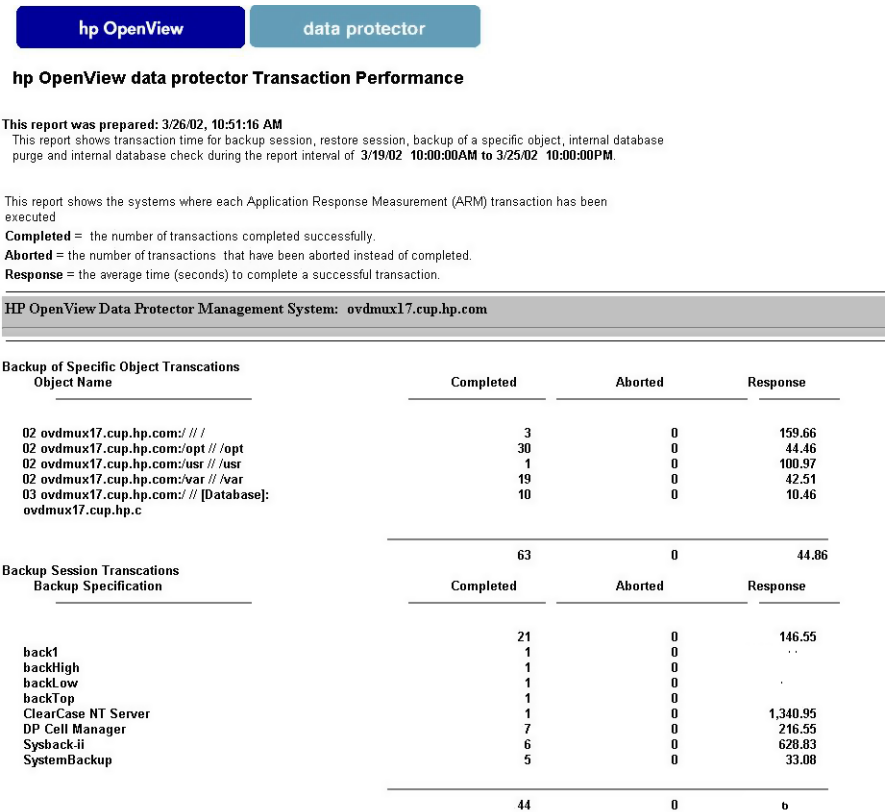 hp OpenView data protector
hp OpenView data protector Transaction Performance
This report was prepared: 3/26/02, 10:51:16 AM
This report shows transaction time for backup session, restore session, backup of a specific object, internal database
purge and internal database check during the report interval of 3/19/02 10:00:00AM to 3/25/02 10:00:00PM.
This report shows the systems where each Application Response Measurement (ARM) transaction has been
executed
Completed = the number of transactions completed successfully.
Aborted = the number of transactions that have been aborted instead of completed.
Response = the average time (seconds) to complete a successful transaction.
HP OpenView Data Protector Management System: ovdmux17.cup.hp.com
Backup of Specific Object Transcations
Object Name Completed Aborted Response
02 ovdmux17.cup.hp.com:/ // / 3 0 159.66
02 ovdmux17.cup.hp.com:/opt // /opt 30 0 44.46
02 ovdmux17.cup.hp.com:/usr // /usr 1 0 100.97
02 ovdmux17.cup.hp.com:/var // /var 19 0 42.51
03 ovdmux17.cup.hp.com:/ // [Database]: 10 0 10.46
ovdmux17.cup.hp.c
63 0 44.86
Backup Session Transcations
Backup Specification Completed Aborted Response
21 0 146.55
back1 1 0
backHigh 1 0
backLow 1 0
backTop 1 0
ClearCase NT Server 1 0 1,340.95
DP Cell Manager 7 0 216.55
Sysback-ii 6 0 628.83
SystemBackup 5 0 33.08
44 0